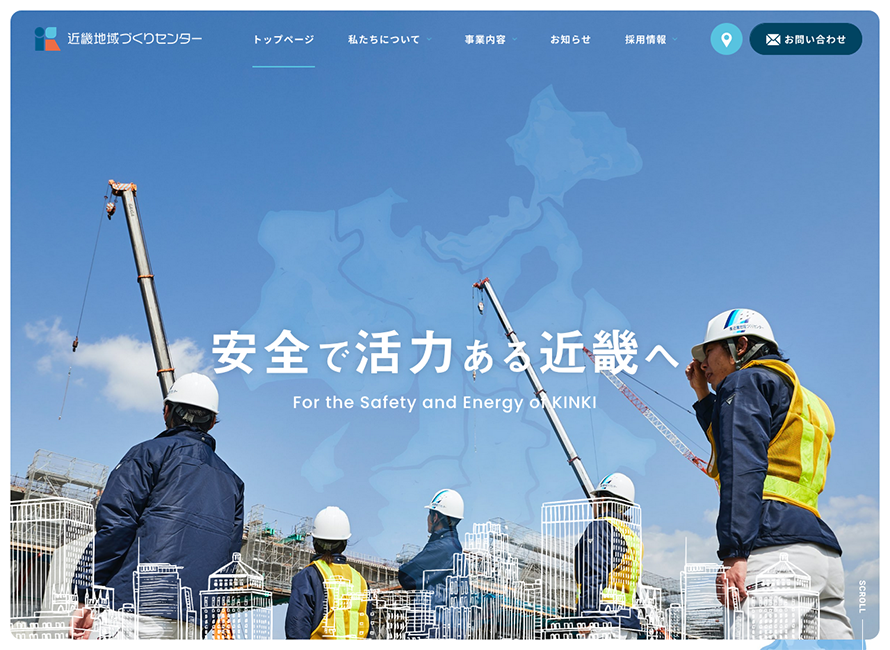 近畿地域づくりセンター
トップページ
私たちについて
事業内容
お知らせ
採用情報
お問い合わせ
安全で活力ある近畿へ
For the Safety and Energy of KINKI
SCROLL